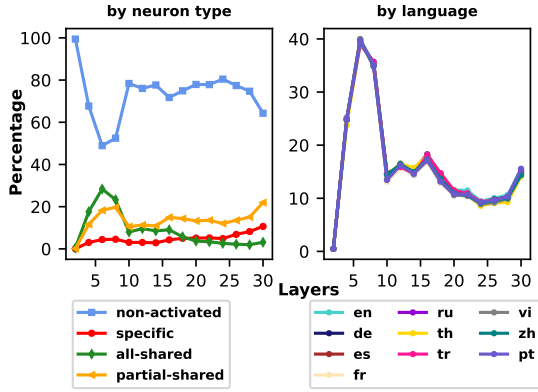 by neuron type
by language
Percentage
100
80
60
40
20
0
5 10 15 20 25 30
40
30
20
10
0
5 10 15 20 25 30
Layers
non-activated
specific
all-shared
partial-shared
en ru vi
de th zh
es tr pt
fr